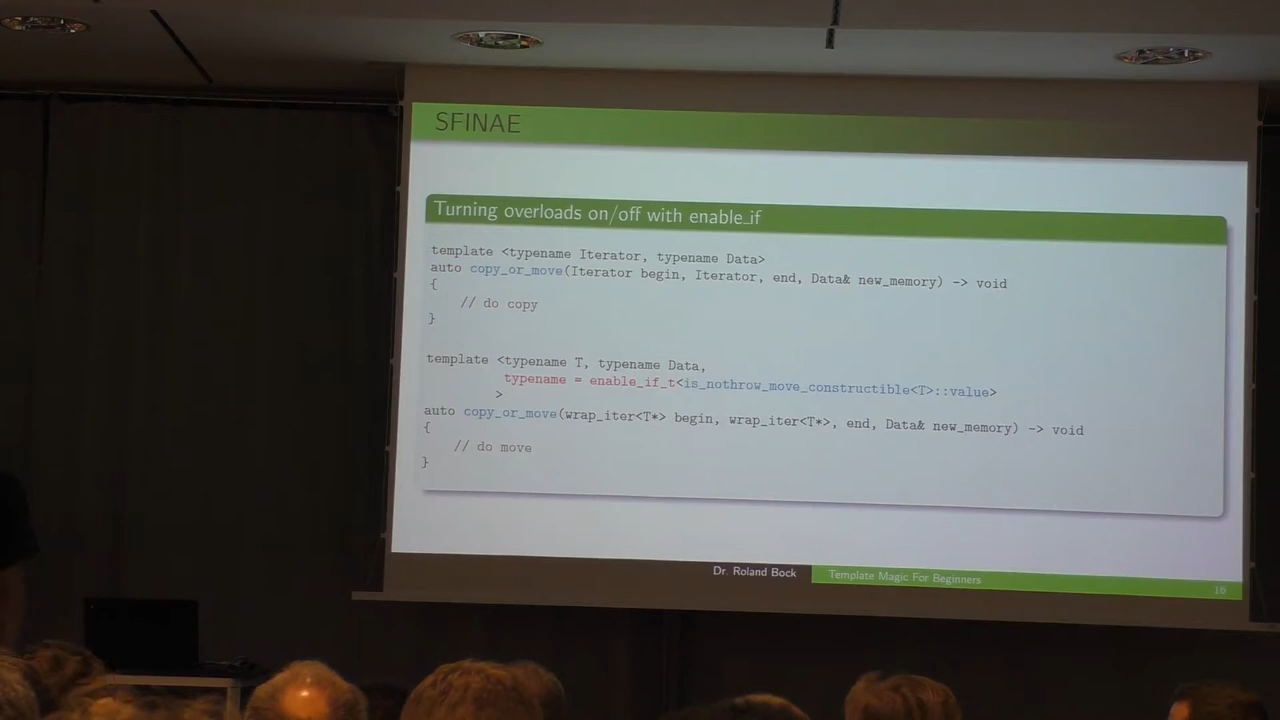 SFINAE
Turning overloads on/off with enable_if
template <typename Iterator, typename Data>
auto copy_or_move(Iterator begin, Iterator, end, Data& new_memory) -> void
{
// do copy
}
template <typename T, typename Data,
typename = enable_if_t<is_nothrow_move_constructible<T>::value>
>
auto copy_or_move(wrap_iter<T*> begin, wrap_iter<T*>, end, Data& new_memory) -> void
{
// do move
}
Dr. Roland Bock
Template Magic For Beginners
16